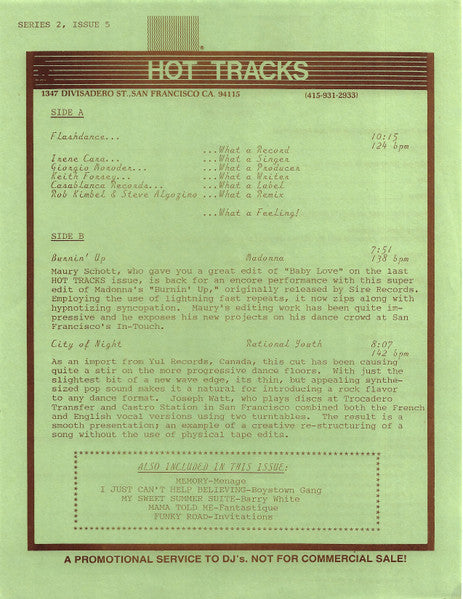 SERIES 2, ISSUE 5
HOT TRACKS
1347 DIVISADERO ST.,SAN FRANCISCO CA. 94115 (415-931-2933)
SIDE A
Flashdance... 10:15
124 bpm
...What a Record
Irene Cara... ...What a Singer
Giorgio Moroder... ...What a Producer
Keith Forsey... ...What a Writer
Casablanca Records... ...What a Label
Rob Kimbel & Steve Algozino ...What a Remix
...What a Feeling!
SIDE B
7:51
Burnin' Up Madonna 138 bpm
Maury Schott, who gave you a great edit of "Baby Love" on the last
HOT TRACKS issue, is back for an encore performance with this super
edit of Madonna's "Burnin' Up," originally released by Sire Records.
Employing the use of lightning fast repeats, it now zips along with
hypnotizing syncopation. Maury's editing work has been quite im-
pressive and he exposes his new projects on his dance crowd at San
Francisco's In-Touch.
City of Night Rational Youth 8:07
142 bpm
As an import from Yul Records, Canada, this cut has been causing
quite a stir on the more progressive dance floors. With just the
slightest bit of a new wave edge, its thin, but appealing synthe-
sized pop sound makes it a natural for introducing a rock flavor
to any dance format. Joseph Watt, who plays discs at Trocadero
Transfer and Castro Station in San Francisco combined both the French
and English vocal versions using two turntables. The result is a
smooth presentation; an example of a creative re-structuring of a
song without the use of physical tape edits.
ALSO INCLUDED IN THIS ISSUE:
MEMORY-Menage
I JUST CAN'T HELP BELIEVING-Boystown Gang
MY SWEET SUMMER SUITE-Barry White
MAMA TOLD ME-Fantastique
FUNKY ROAD-Invitations
A PROMOTIONAL SERVICE TO DJ's. NOT FOR COMMERCIAL SALE!